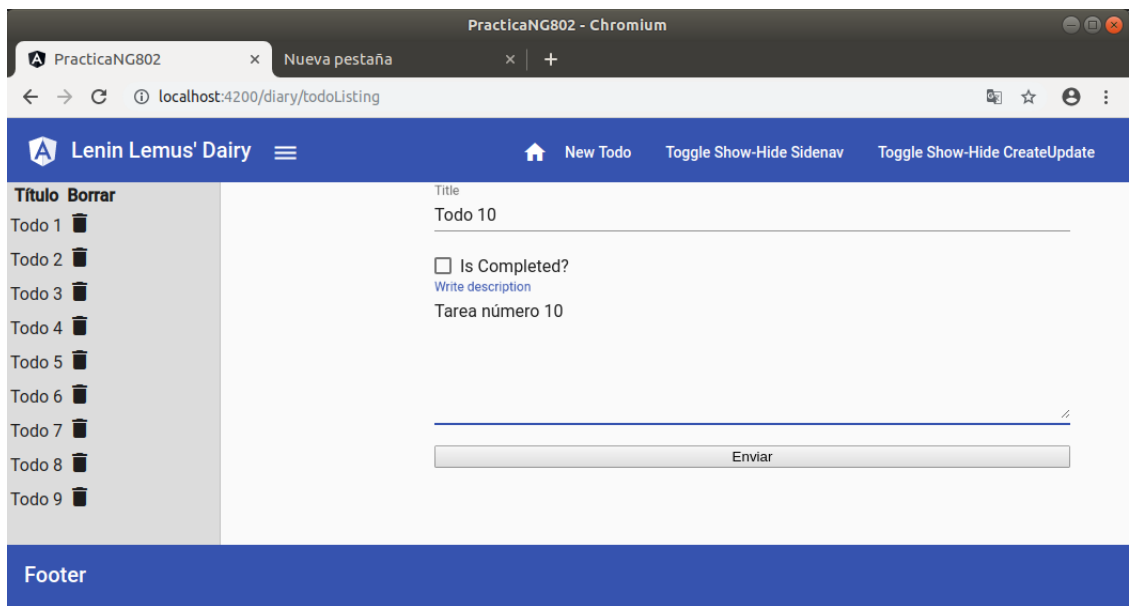 PracticaNG802 - Chromium
PracticaNG802 Nueva pestaña
localhost:4200/diary/todoListing
Lenin Lemus' Dairy New Todo Toggle Show-Hide Sidenav Toggle Show-Hide CreateUpdate
Título Borrar
Todo 1
Todo 2
Todo 3
Todo 4
Todo 5
Todo 6
Todo 7
Todo 8
Todo 9
Title
Todo 10
Is Completed?
Write description
Tarea número 10
Enviar
Footer